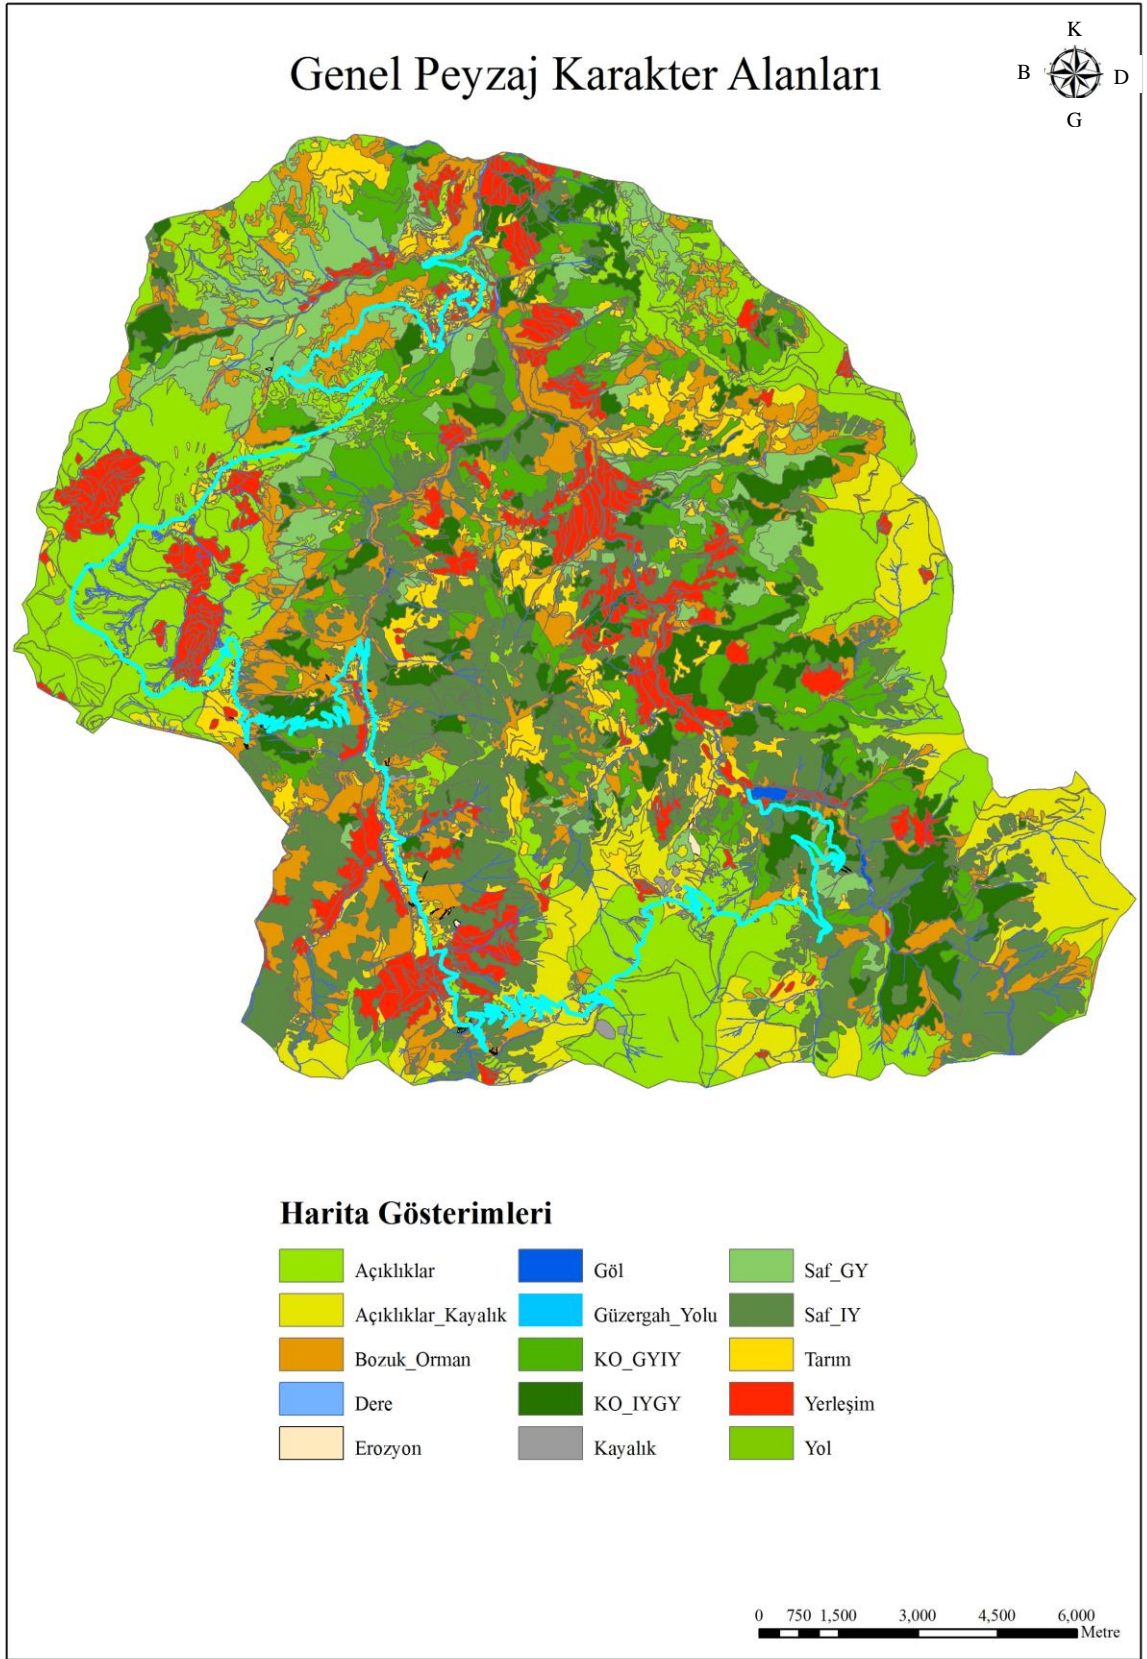 K
B
D
G
Genel Peyzaj Karakter Alanları
Harita Gösterimleri
Açıklıklar
Açıklıklar_Kayalık
Bozuk_Orman
Dere
Erozyon
Göl
Güzergah_Yolu
KO_GYIY
KO_IYGY
Kayalık
Saf_GY
Saf_IY
Tarım
Yerleşim
Yol
0 750 1,500 3,000 4,500 6,000
Metre